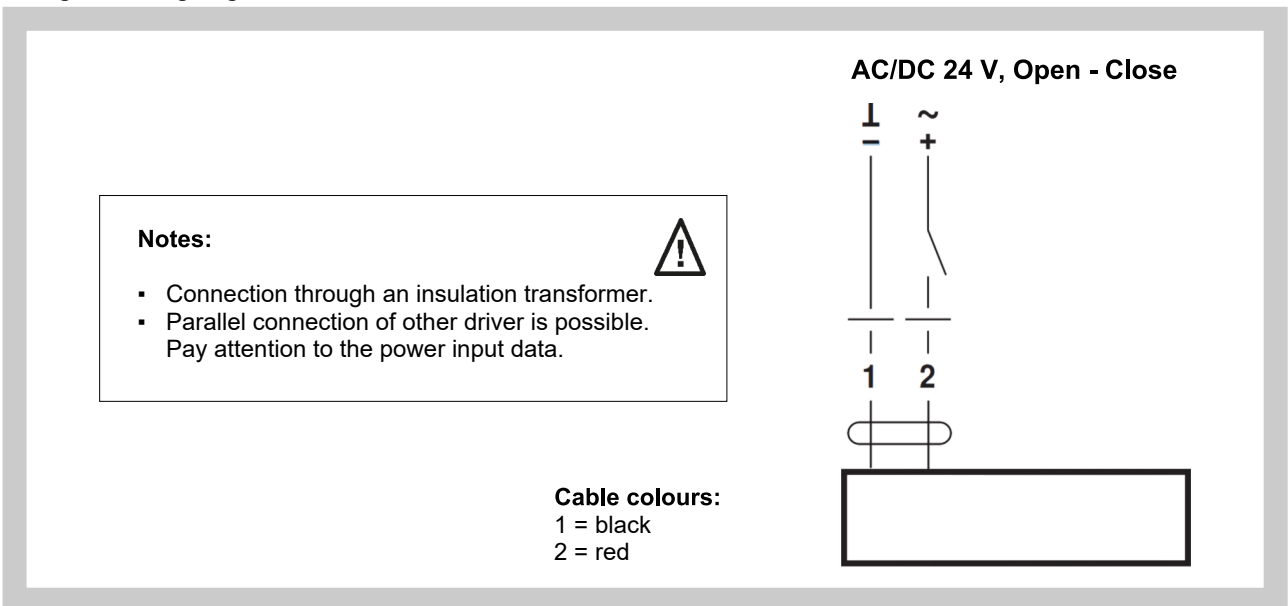 AC/DC 24 V, Open - Close
⊥ ~
– +
Notes:
▪ Connection through an insulation transformer.
▪ Parallel connection of other driver is possible.
Pay attention to the power input data.
1 2
Cable colours:
1 = black
2 = red